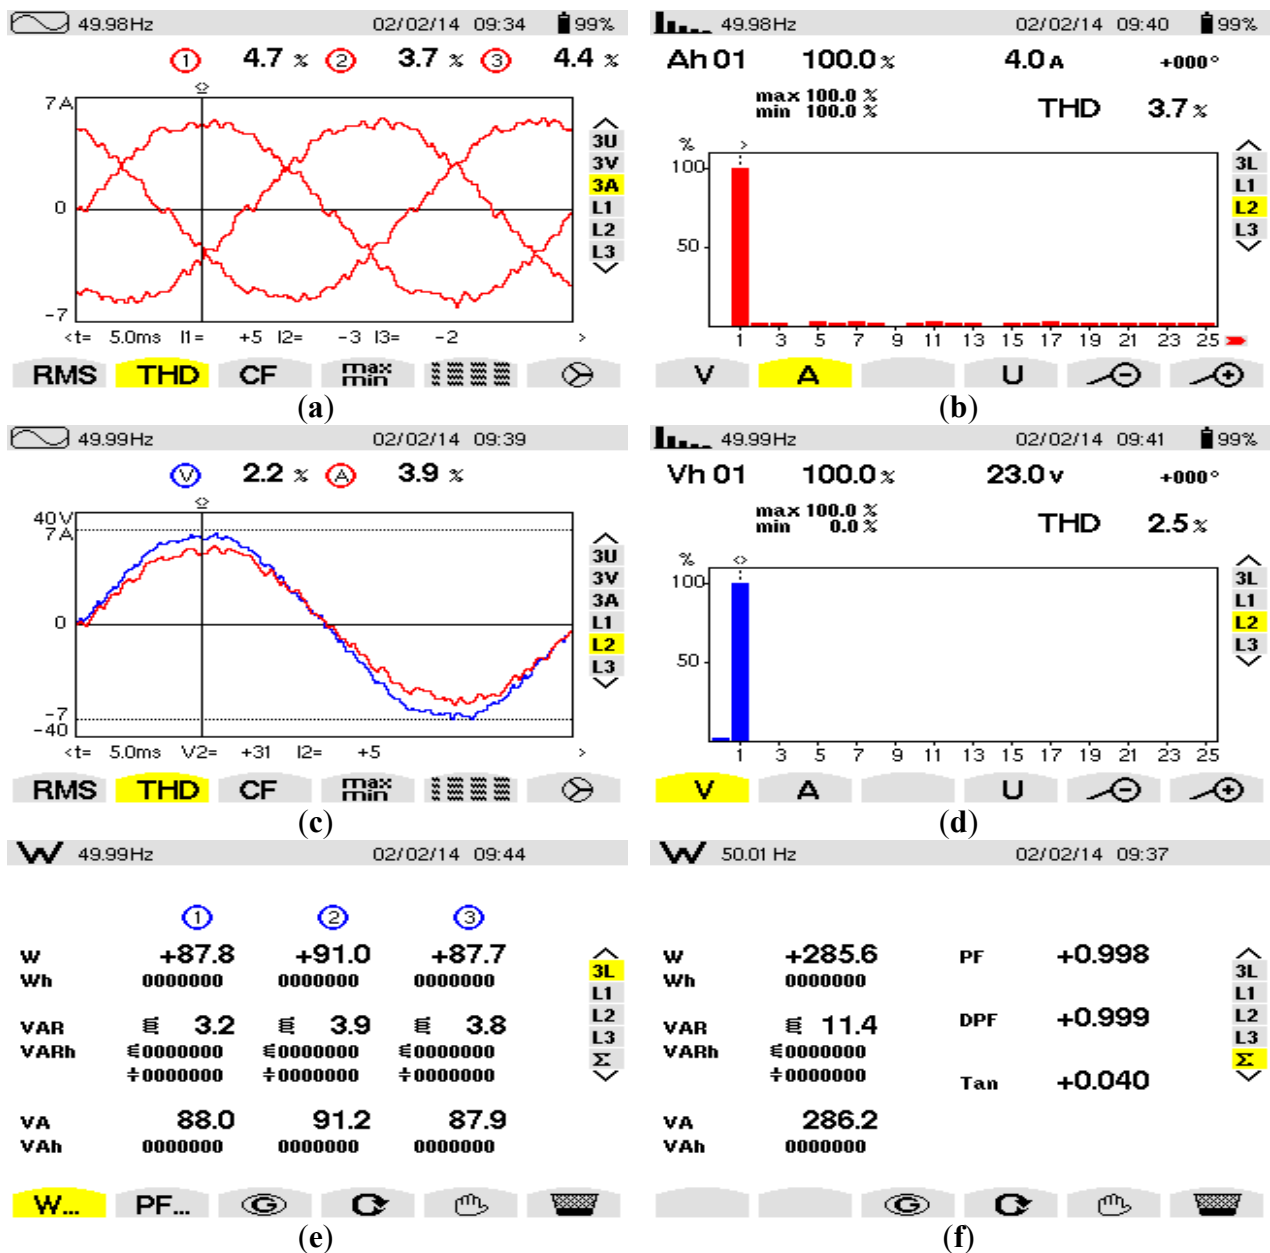 49.98Hz 02/02/14 09:34 99%
1 4.7 % 2 3.7 % 3 4.4 %
7A
0
-7
3U
3V
3A
L1
L2
L3
<t= 5.0ms I1= +5 I2= -3 I3= -2 >
RMS THD CF max min
(a)
49.98Hz 02/02/14 09:40 99%
Ah 01 100.0 % 4.0 A +000°
max 100.0 %
min 100.0 %
THD 3.7 %
%
100
50
1 3 5 7 9 11 13 15 17 19 21 23 25
3L
L1
L2
L3
V A U
(b)
49.99Hz 02/02/14 09:39
V 2.2 % A 3.9 %
40V
7A
0
-7
-40
3U
3V
3A
L1
L2
L3
<t= 5.0ms V2= +31 I2= +5 >
RMS THD CF max min
(c)
49.99Hz 02/02/14 09:41 99%
Vh 01 100.0 % 23.0 V +000°
max 100.0 %
min 0.0 %
THD 2.5 %
%
100
50
1 3 5 7 9 11 13 15 17 19 21 23 25
3L
L1
L2
L3
V A U
(d)
W 49.99Hz 02/02/14 09:44
1 2 3
W +87.8 +91.0 +87.7
Wh 0000000 0000000 0000000
VAR 3.2 3.9 3.8
VARh 0000000 0000000 0000000
0000000 0000000 0000000
VA 88.0 91.2 87.9
VAh 0000000 0000000 0000000
3L
L1
L2
L3
Σ
W... PF... G
(e)
W 50.01 Hz 02/02/14 09:37
W +285.6 PF +0.998
Wh 0000000
VAR 11.4 DPF +0.999
VARh 0000000
0000000 Tan +0.040
VA 286.2
VAh 0000000
3L
L1
L2
L3
Σ
G
(f)